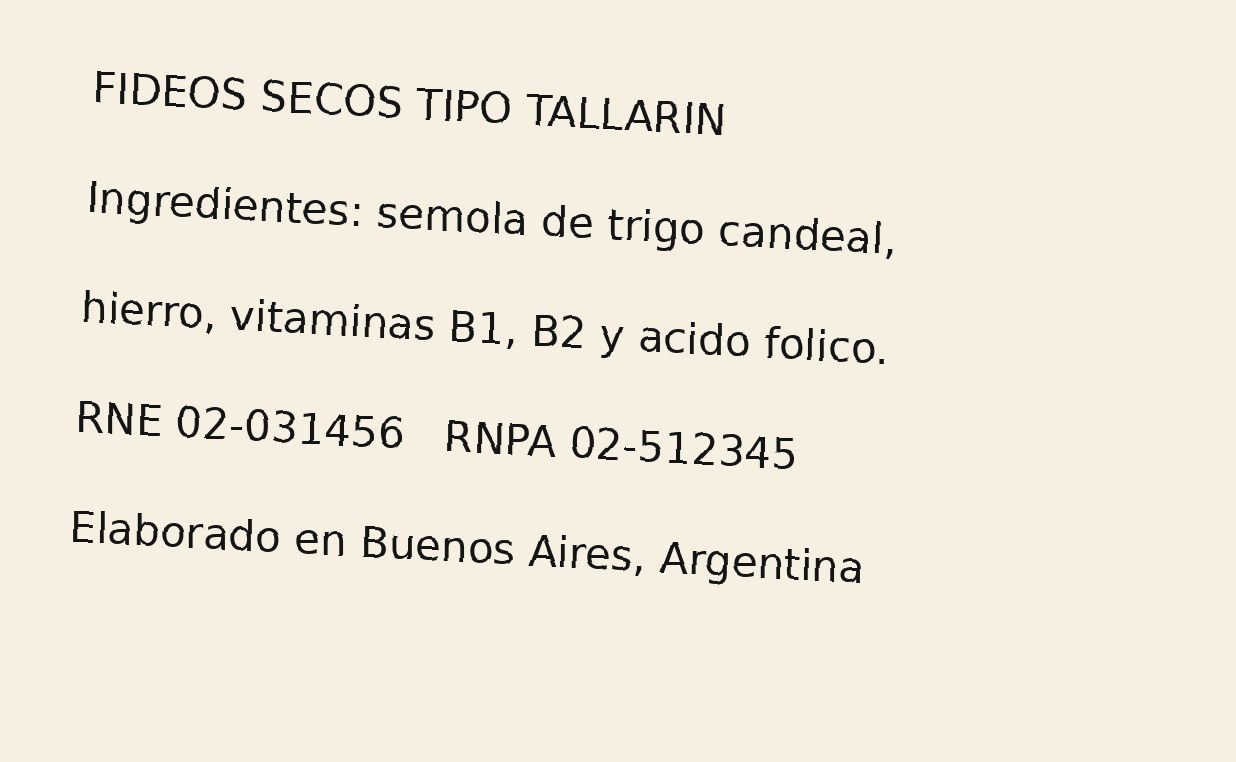 FIDEOS SECOS TIPO TALLARIN
Ingredientes: semola de trigo candeal,
hierro, vitaminas B1, B2 y acido folico.
RNE 02-031456   RNPA 02-512345
Elaborado en Buenos Aires, Argentina